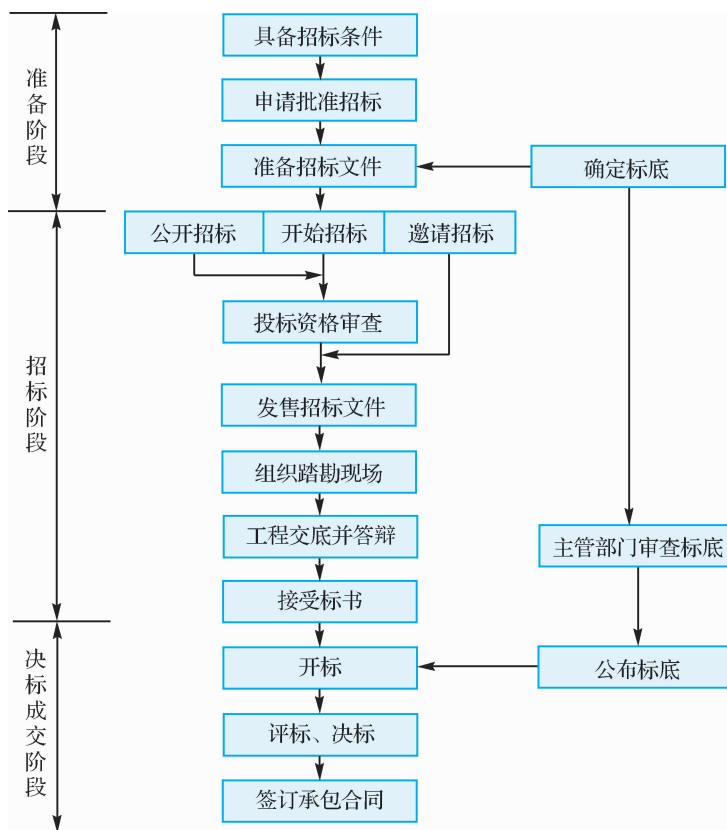 具备招标条件
申请批准招标
准备阶段
准备招标文件
确定标底
公开招标
开始招标
邀请招标
投标资格审查
招标阶段
发售招标文件
组织踏勘现场
工程交底并答辩
主管部门审查标底
接受标书
开标
公布标底
决标成交阶段
评标、决标
签订承包合同